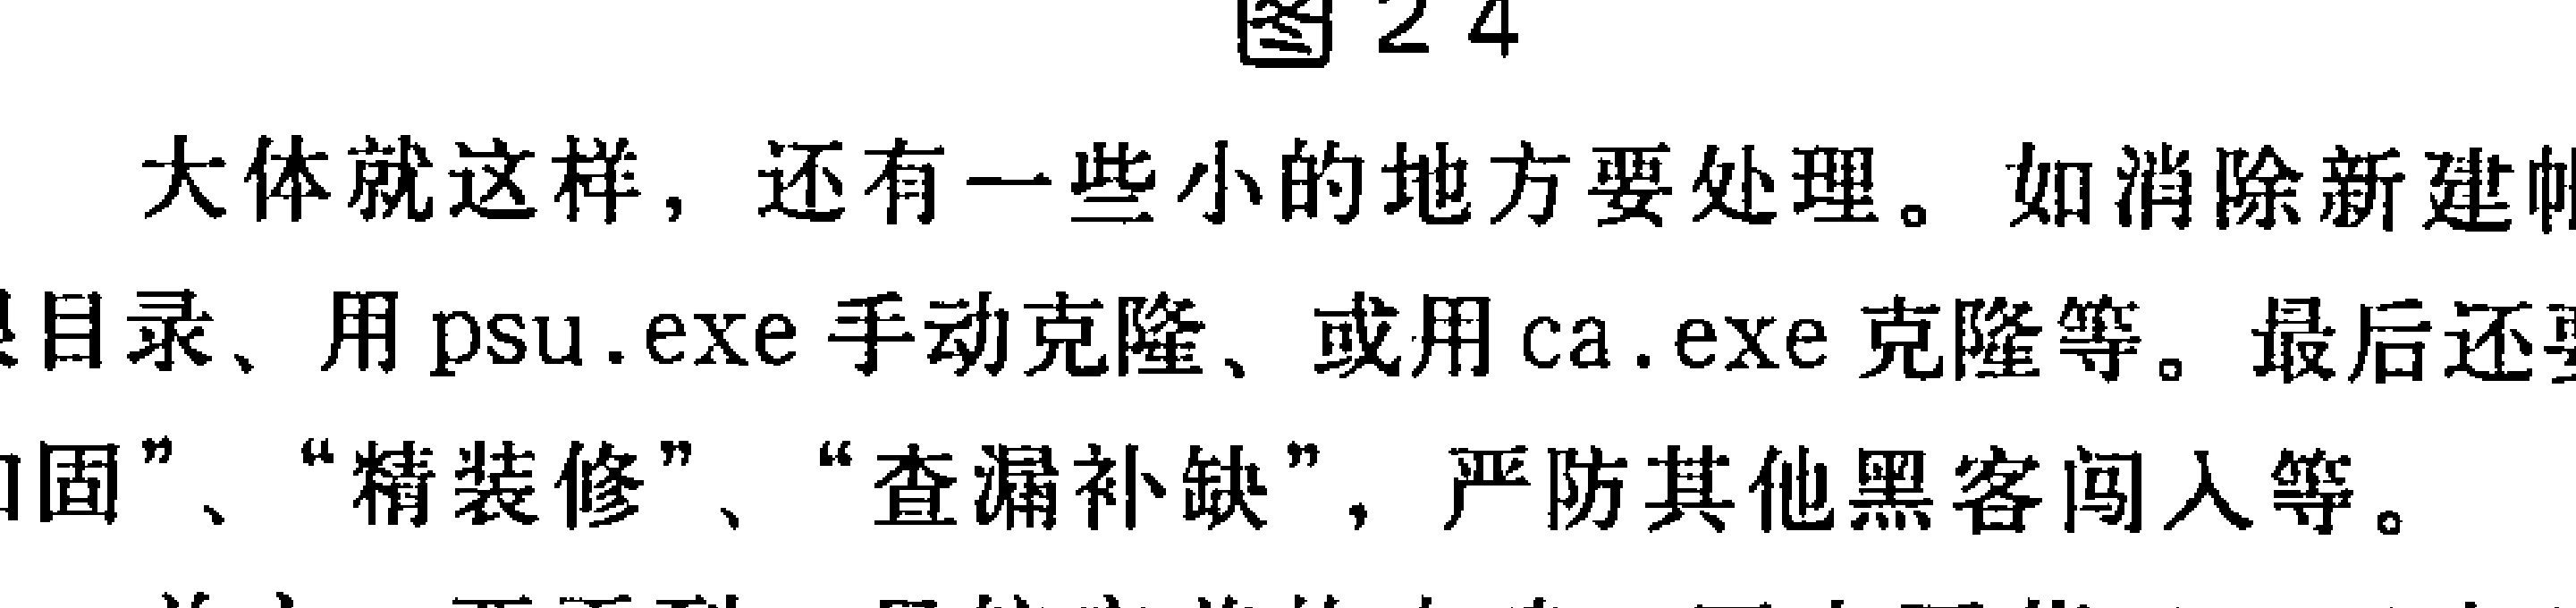 图24
大体就这样，还有一些小的地方要处理。如消除新建
目录、用psu.exe手动克隆、或用ca.exe克隆等。最后还要
固”、“精装修”、“查漏补缺”，严防其他黑客闯入等。